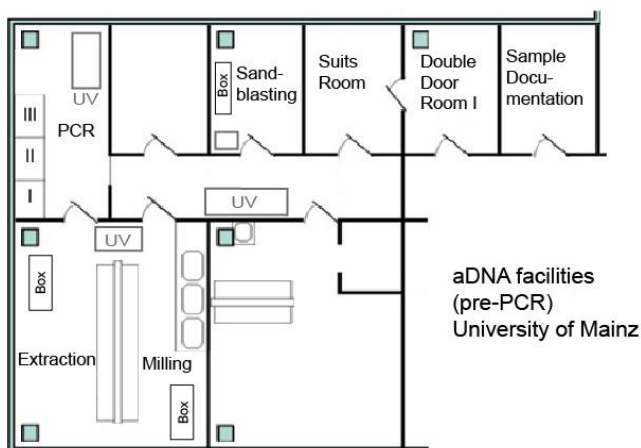 UV
PCR
III
II
I
Box
Sand-
blasting
Suits
Room
Double
Door
Room I
Sample
Docu-
mentation
UV
UV
Box
Extraction
Milling
Box
aDNA facilities
(pre-PCR)
University of Mainz